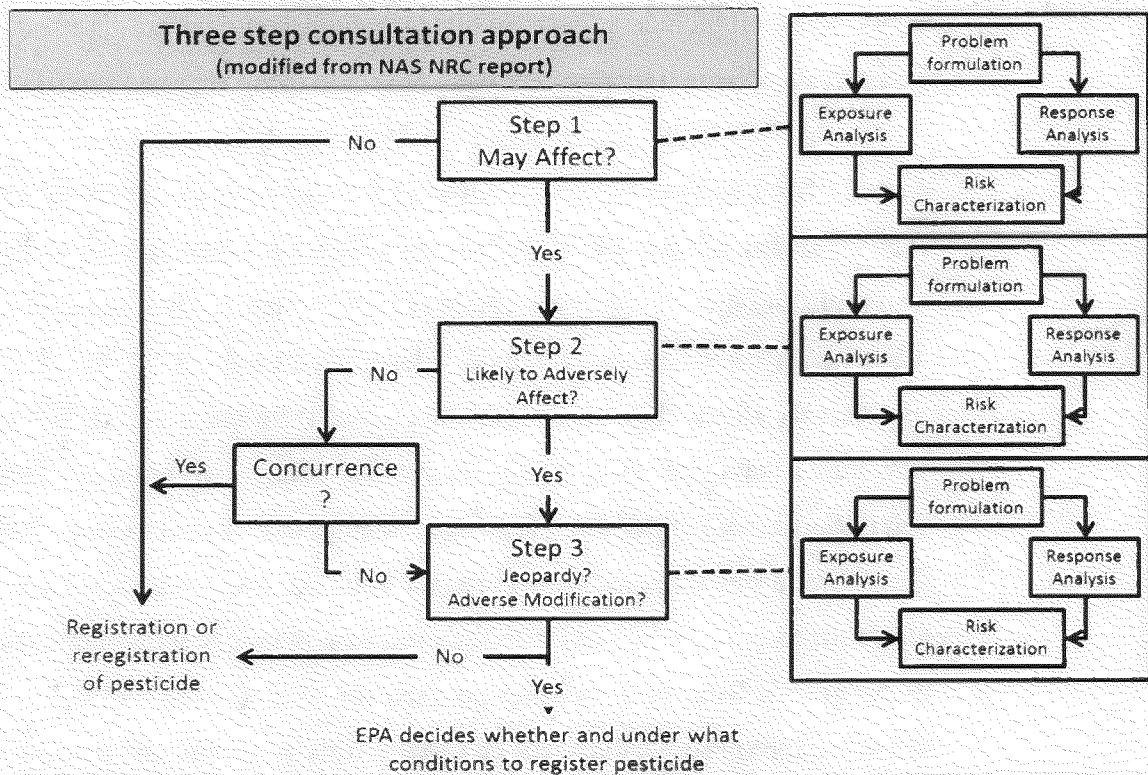 Three step consultation approach
(modified from NAS NRC report)
Step 1
May Affect?
No
Yes
Step 2
Likely to Adversely
Affect?
No
Yes
Concurrence
?
Yes
No
Step 3
Jeopardy?
Adverse Modification?
No
Yes
Registration or
reregistration
of pesticide
EPA decides whether and under what
conditions to register pesticide
Problem
formulation
Exposure
Analysis
Response
Analysis
Risk
Characterization
Problem
formulation
Exposure
Analysis
Response
Analysis
Risk
Characterization
Problem
formulation
Exposure
Analysis
Response
Analysis
Risk
Characterization